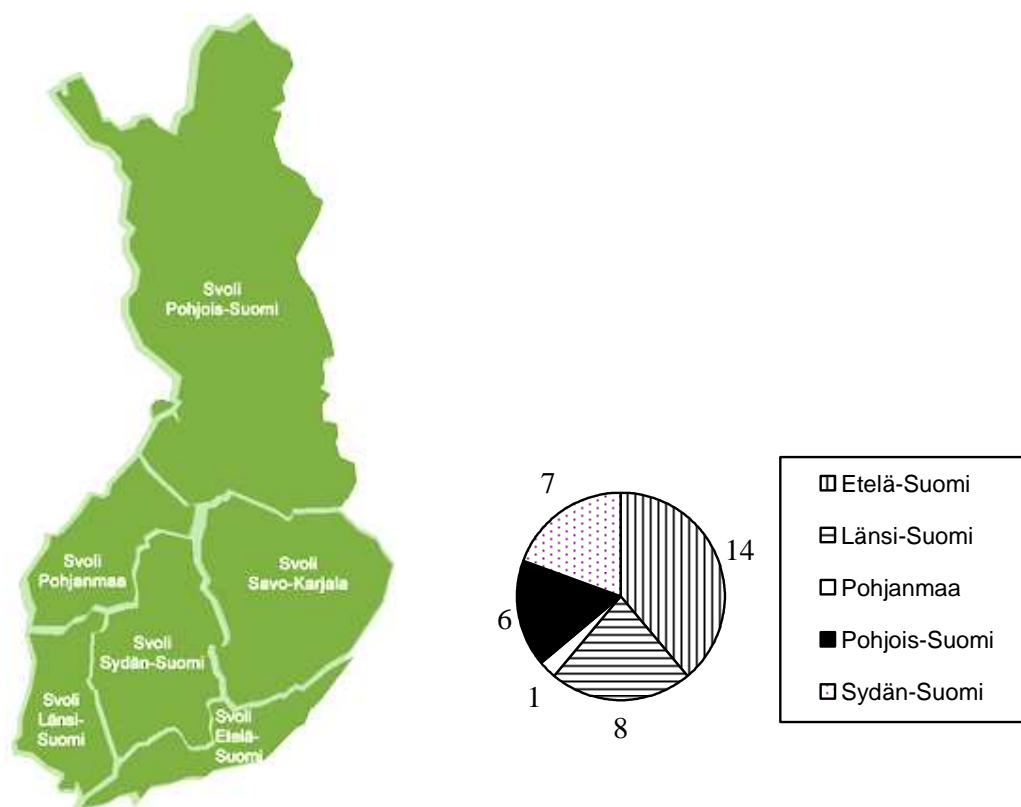 Svoli
Pohjois-Suomi
Svoli
Pohjanmaa
Svoli
Savo-Karjala
Svoli
Sydän-Suomi
Svoli
Länsi-
Suomi
Svoli
Etelä-
Suomi
7
14
6
1
8
Etelä-Suomi
Länsi-Suomi
Pohjanmaa
Pohjois-Suomi
Sydän-Suomi